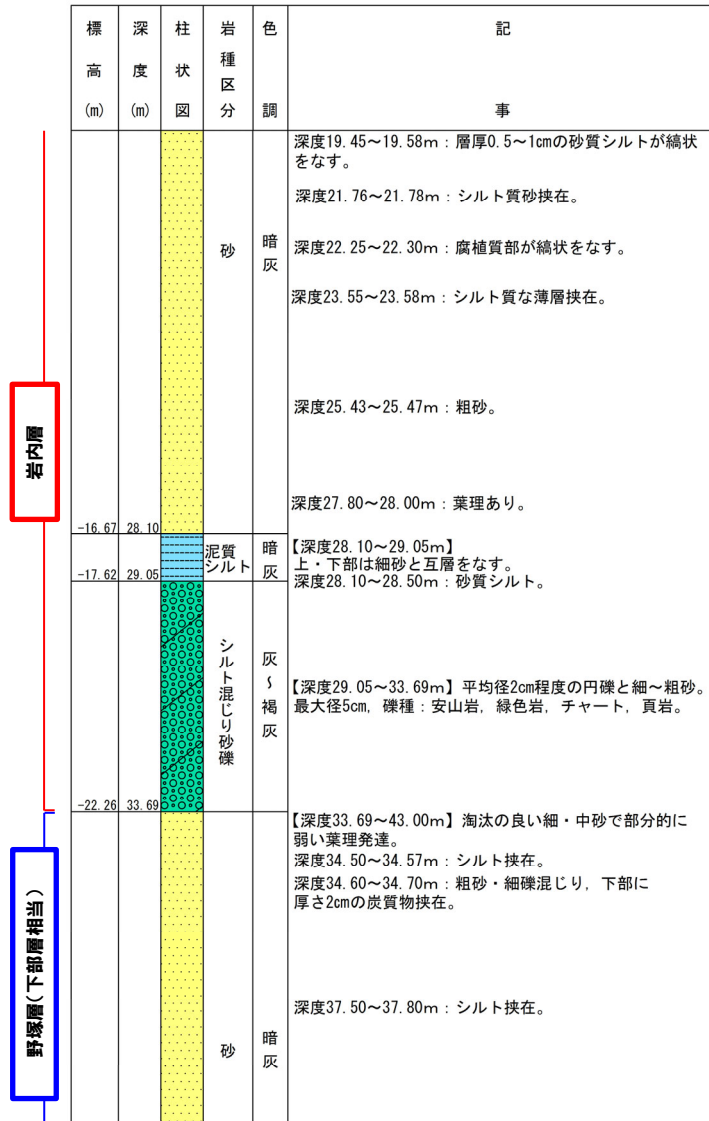 標高(m)
深度(m)
柱状図
岩種区分
色調
記事
深度19.45～19.58m：層厚0.5～1cmの砂質シルトが縞状
をなす。
深度21.76～21.78m：シルト質砂挟在。
砂
暗灰
深度22.25～22.30m：腐植質部が縞状をなす。
深度23.55～23.58m：シルト質な薄層挟在。
岩内層
深度25.43～25.47m：粗砂。
深度27.80～28.00m：葉理あり。
-16.67 28.10
泥質
シルト
暗灰
【深度28.10～29.05m】
上・下部は細砂と互層をなす。
-17.62 29.05
深度28.10～28.50m：砂質シルト。
シルト混じり砂礫
灰～褐灰
【深度29.05～33.69m】平均径2cm程度の円礫と細～粗砂。
最大径5cm，礫種：安山岩，緑色岩，チャート，頁岩。
-22.26 33.69
【深度33.69～43.00m】淘汰の良い細・中砂で部分的に
弱い葉理発達。
深度34.50～34.57m：シルト挟在。
深度34.60～34.70m：粗砂・細礫混じり，下部に
厚さ2cmの炭質物挟在。
野塚層(下部層相当)
深度37.50～37.80m：シルト挟在。
砂
暗灰